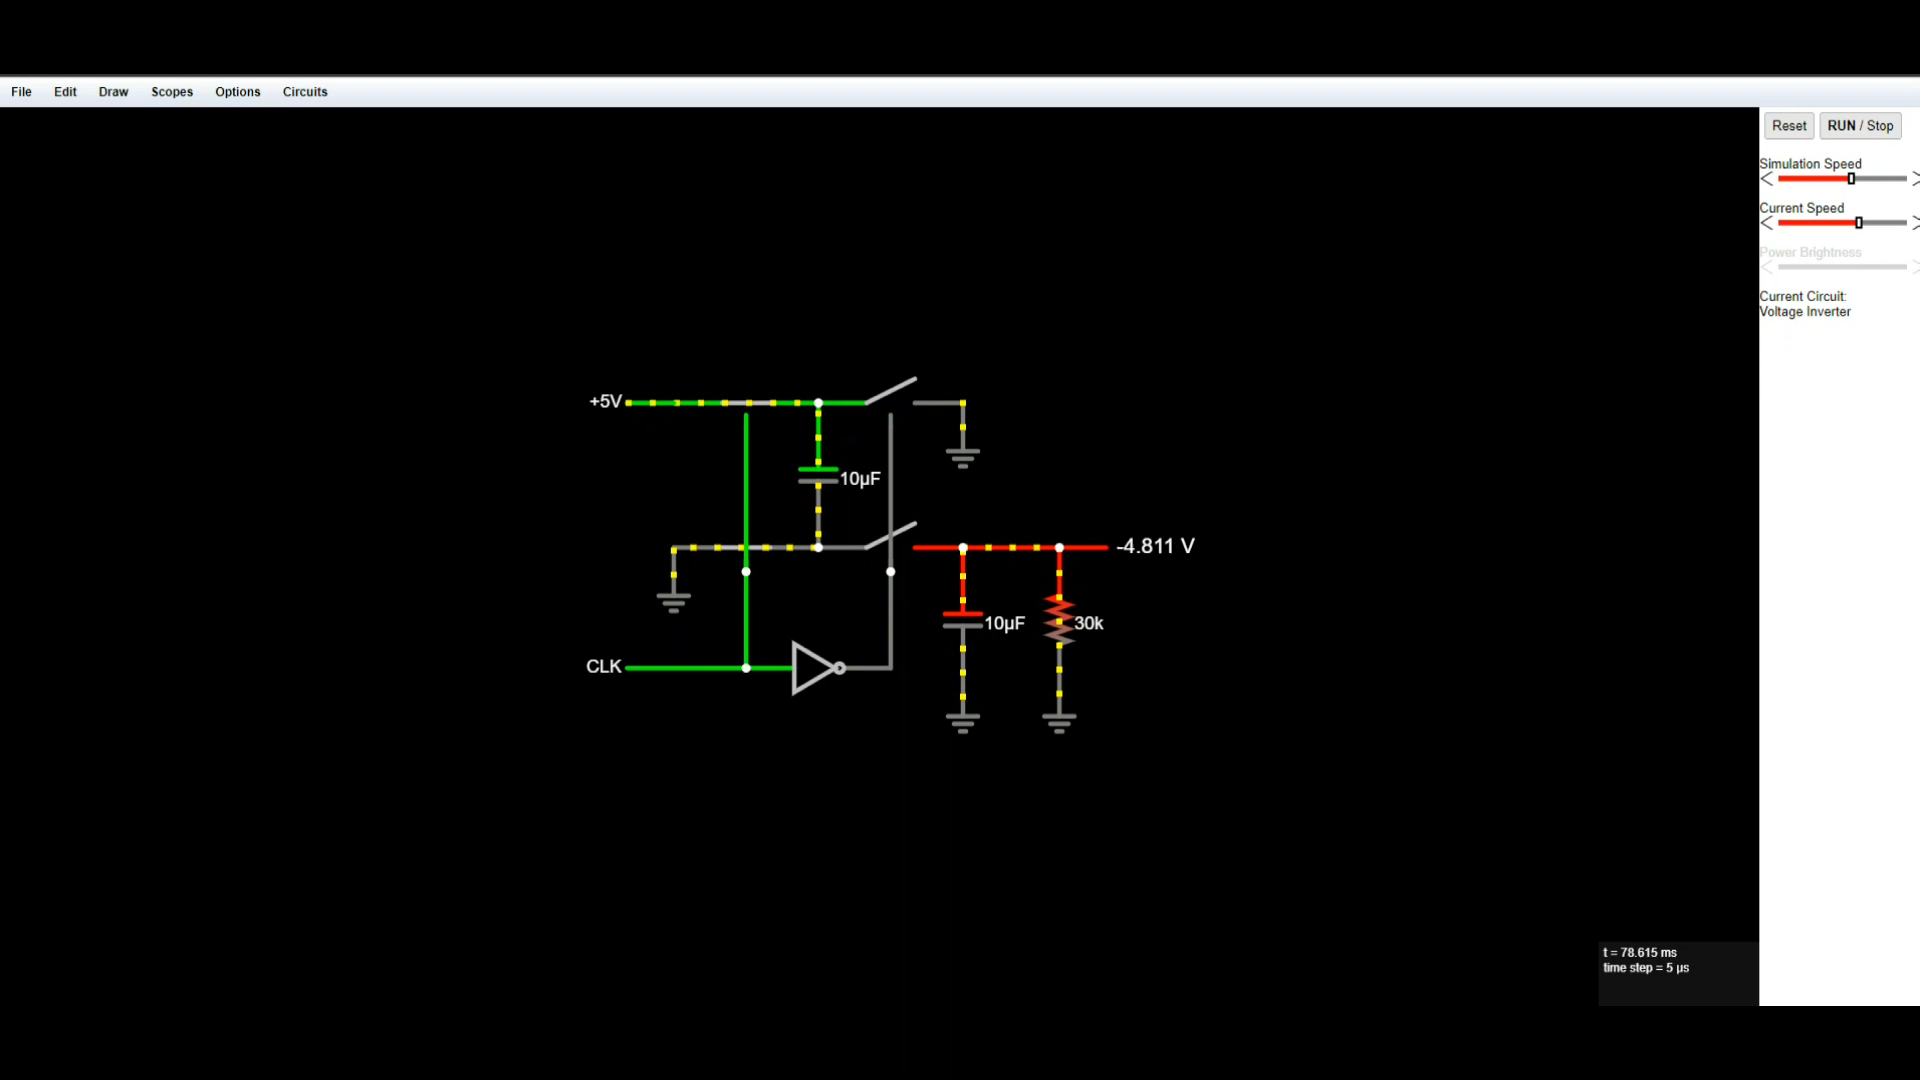 File Edit Draw Scopes Options Circuits
Reset RUN / Stop
Simulation Speed
Current Speed
Power Brightness
Current Circuit:
Voltage Inverter
+5V
10μF
-4.811 V
10μF
30k
CLK
t = 78.615 ms
time step = 5 μs